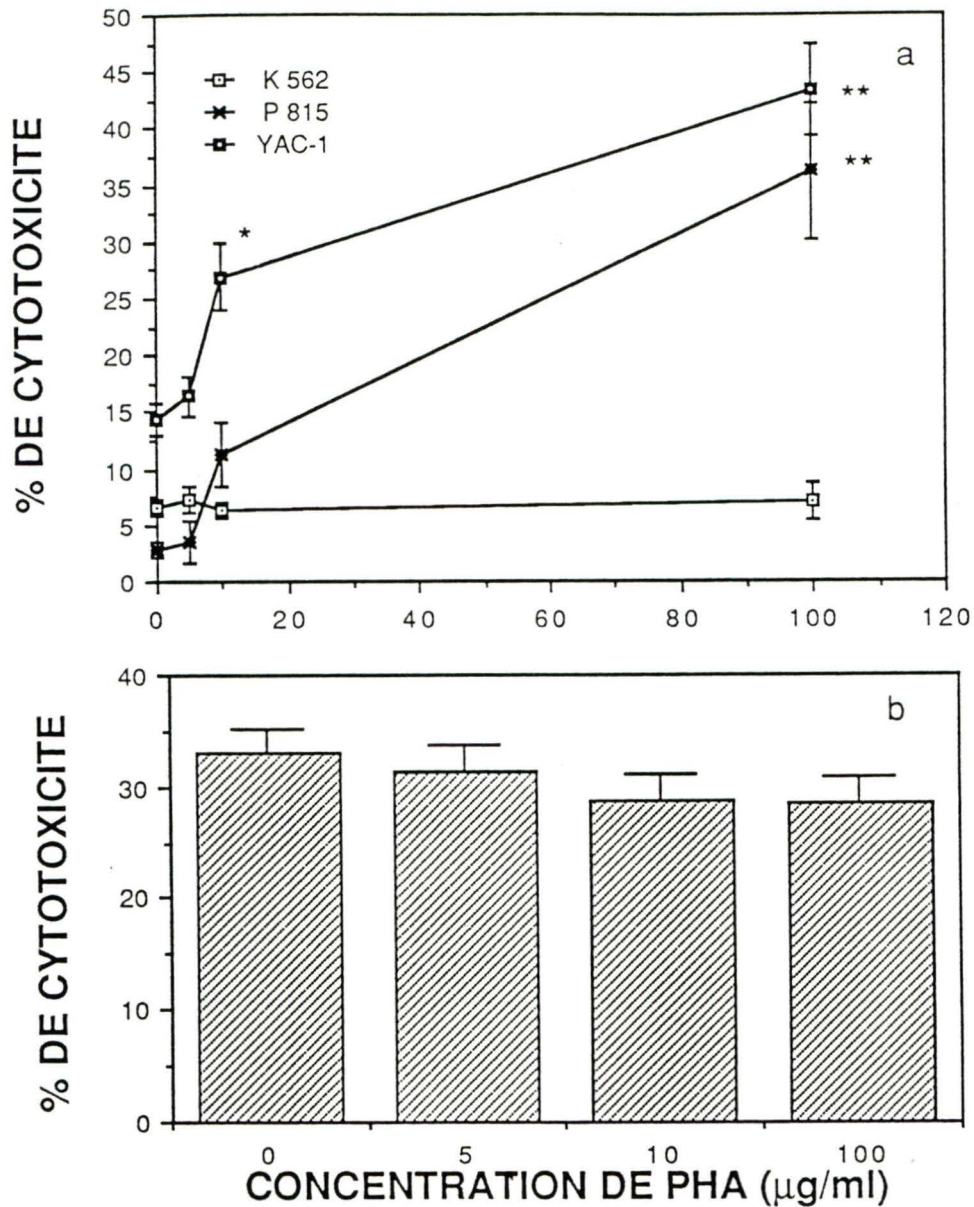 a
% DE CYTOTOXICITE
50
45
40
35
30
25
20
15
10
5
0
K 562
P 815
YAC-1
*
**
**
0 20 40 60 80 100 120
b
% DE CYTOTOXICITE
40
30
20
10
0
0 5 10 100
CONCENTRATION DE PHA (µg/ml)